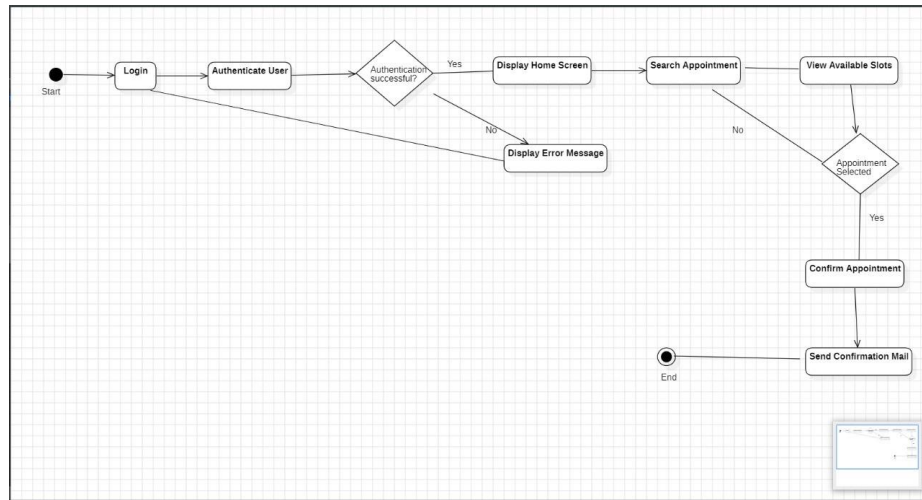 Start
Login
Authenticate User
Authentication
successful?
Yes
No
Display Home Screen
Display Error Message
Search Appointment
View Available Slots
No
Appointment
Selected
Yes
Confirm Appointment
Send Confirmation Mail
End